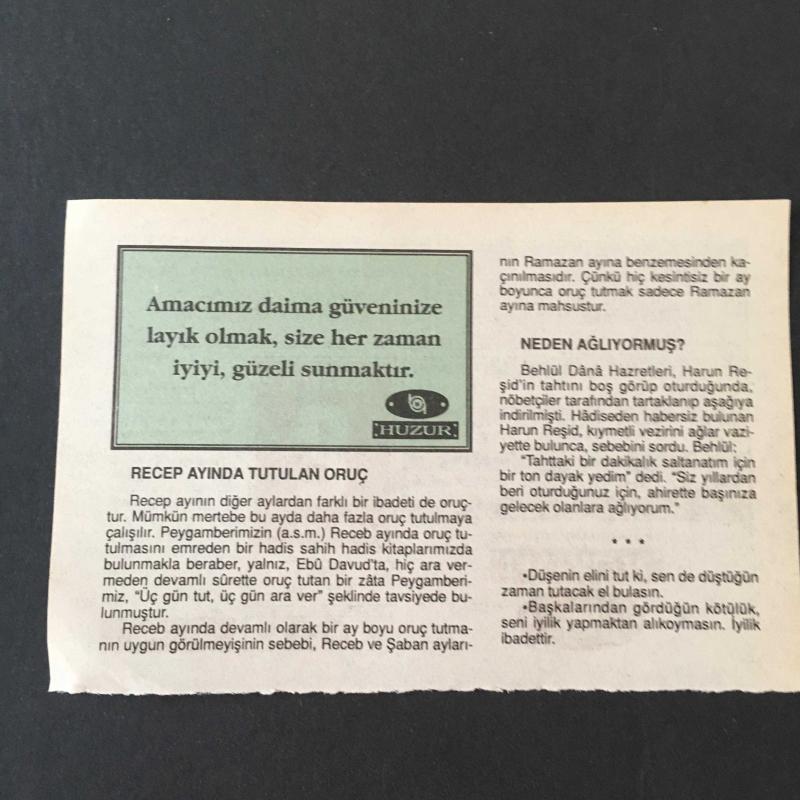 Amacımız daima güveninize
layık olmak, size her zaman
iyiyi, güzeli sunmaktır.
HUZUR
RECEP AYINDA TUTULAN ORUÇ
Recep ayının diğer aylardan farklı bir ibadeti de oruç-
tur. Mümkün mertebe bu ayda daha fazla oruç tutulmaya
çalışılır. Peygamberimizin (a.s.m.) Receb ayında oruç tu-
tulmasını emreden bir hadis sahih hadis kitaplarımızda
bulunmakla beraber, yalnız, Ebû Davud'ta, hiç ara ver-
meden devamlı sûrette oruç tutan bir zâta Peygamberi-
miz, "Üç gün tut, üç gün ara ver" şeklinde tavsiyede bu-
lunmuştur.
Receb ayında devamlı olarak bir ay boyu oruç tutma-
nın uygun görülmeyişinin sebebi, Receb ve Şaban ayları-
nın Ramazan ayına benzemesinden ka-
çınılmasıdır. Çünkü hiç kesintisiz bir ay
boyunca oruç tutmak sadece Ramazan
ayına mahsustur.
NEDEN AĞLIYORMUŞ?
Behlül Dânâ Hazretleri, Harun Re-
şid'in tahtını boş görüp oturduğunda,
nöbetçiler tarafından tartaklanıp aşağıya
indirilmişti. Hâdiseden habersiz bulunan
Harun Reşid, kıymetli vezirini ağlar vazi-
yette bulunca, sebebini sordu. Behlül:
"Tahttaki bir dakikalık saltanatım için
bir ton dayak yedim" dedi. "Siz yıllardan
beri oturduğunuz için, ahirette başınıza
gelecek olanlara ağlıyorum."
* * *
•Düşenin elini tut ki, sen de düştüğün
zaman tutacak el bulasın.
•Başkalarından gördüğün kötülük,
seni iyilik yapmaktan alıkoymasın. İyilik
ibadettir.